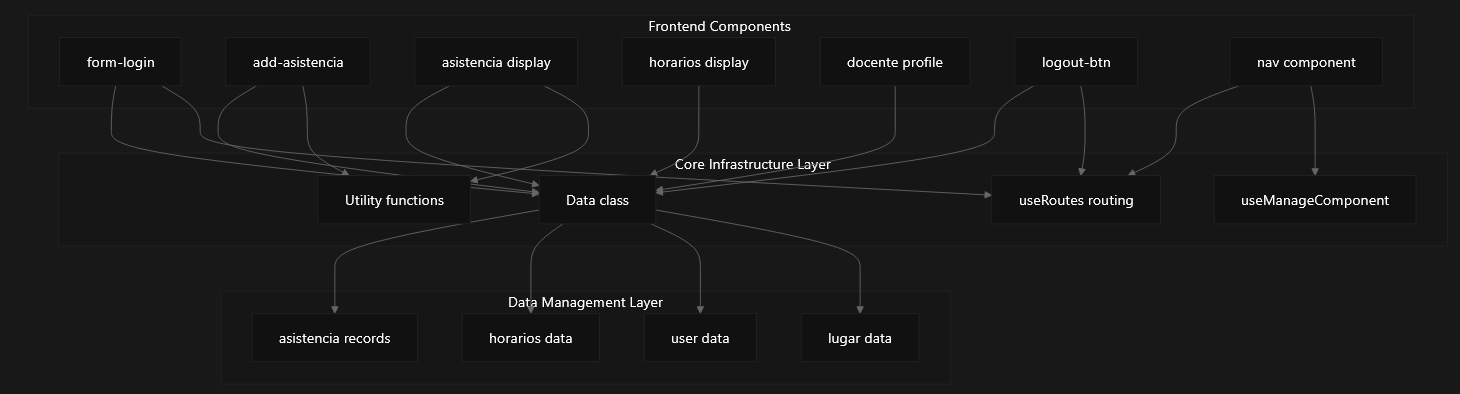 Frontend Components
form-login
add-asistencia
asistencia display
horarios display
docente profile
logout-btn
nav component
Core Infrastructure Layer
Utility functions
Data class
useRoutes routing
useManageComponent
Data Management Layer
asistencia records
horarios data
user data
lugar data